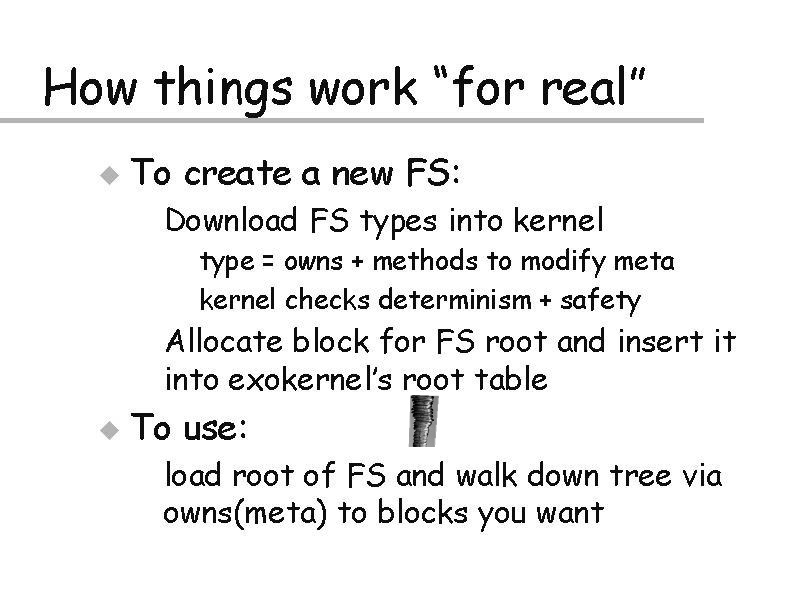 How things work “for real”
To create a new FS:
Download FS types into kernel
type = owns + methods to modify meta
kernel checks determinism + safety
Allocate block for FS root and insert it
into exokernel’s root table
To use:
load root of FS and walk down tree via
owns(meta) to blocks you want